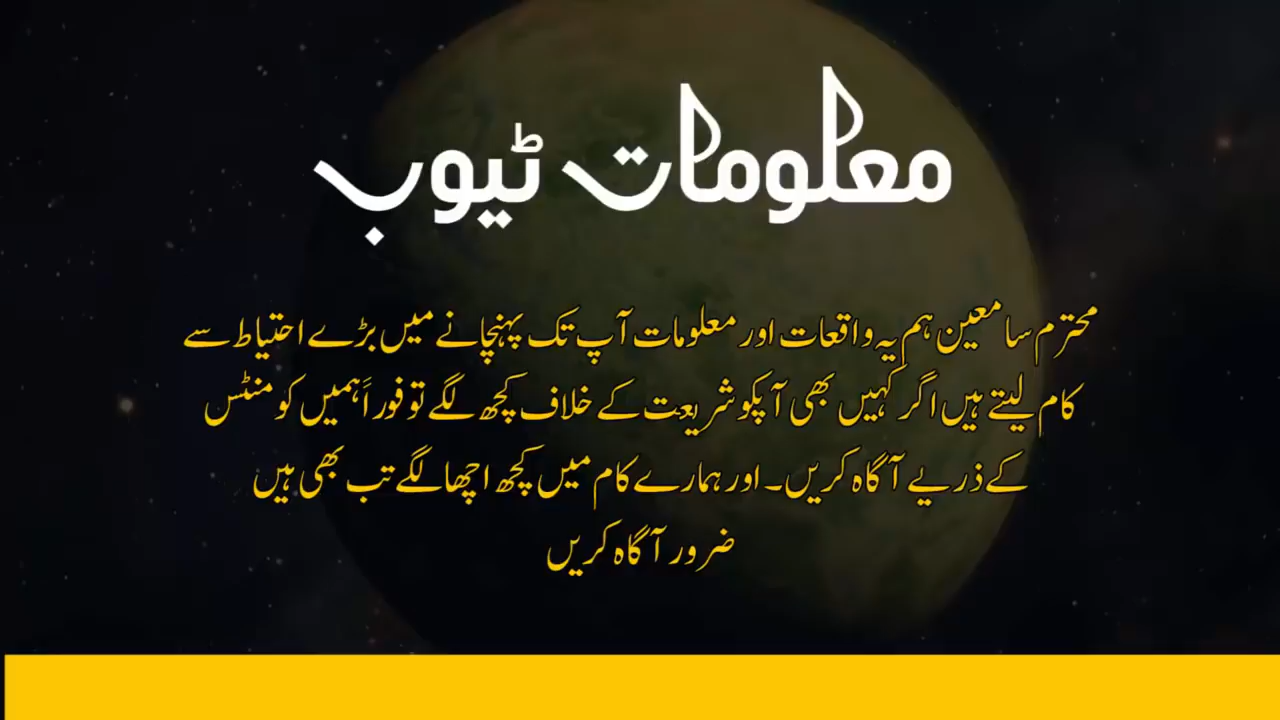 معلومات ٹیوب
محترم سامعین ہم یہ واقعات اور معلومات آپ تک پہنچانے میں بڑے احتیاط سے
کام لیتے ہیں اگر کہیں بھی آپکو شریعت کے خلاف کچھ لگے تو فوراََ ہمیں کومنٹس
کے ذریے آگاہ کریں۔ اور ہمارے کام میں کچھ اچھا لگے تب بھی ہیں
ضرور آگاہ کریں